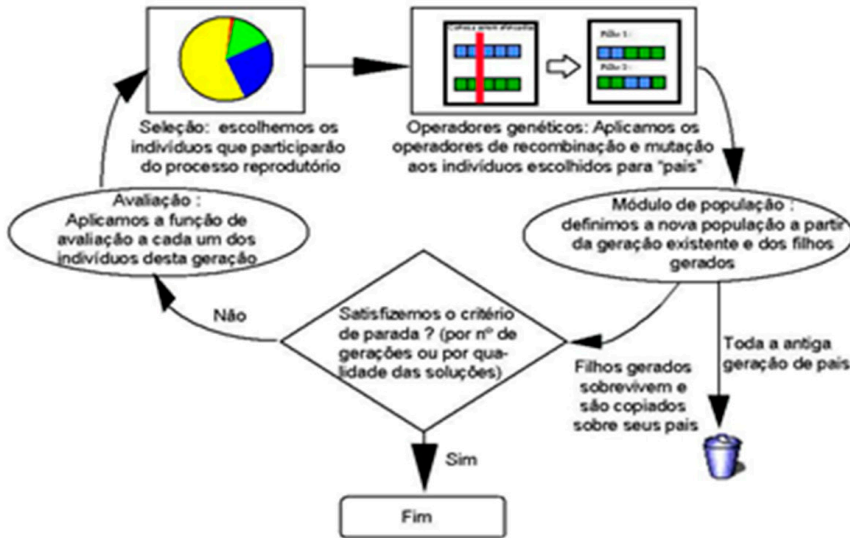 Filho 1:
Filho 2:
Seleção: escolhemos os
indivíduos que participarão
do processo reprodutório
Operadores genéticos: Aplicamos os
operadores de recombinação e mutação
aos indivíduos escolhidos para "pais"
Avaliação :
Aplicamos a função de
avaliação a cada um dos
indivíduos desta geração
Módulo de população :
definimos a nova população a partir
da geração existente e dos filhos
gerados
Não
Satisfizemos o critério
de parada ? (por nº de
gerações ou por qua-
lidade das soluções)
Filhos gerados
sobrevivem e
são copiados
sobre seus pais
Toda a antiga
geração de pais
Sim
Fim